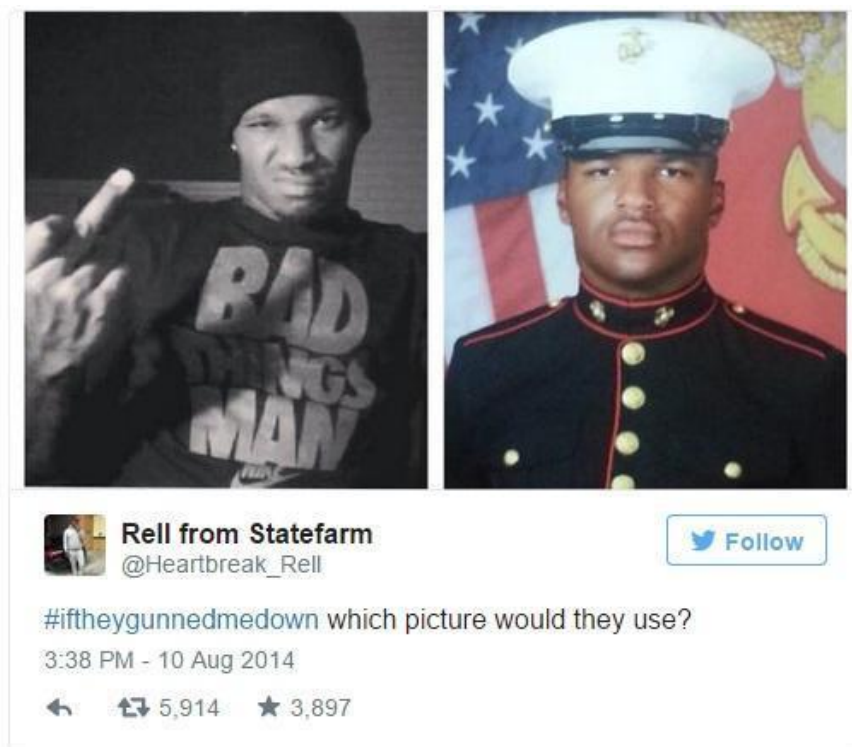 BAD
THINGS
MAN
NIKE
Rell from Statefarm
Follow
@Heartbreak_Rell
#iftheygunnedmedown which picture would they use?
3:38 PM - 10 Aug 2014
5,914 3,897